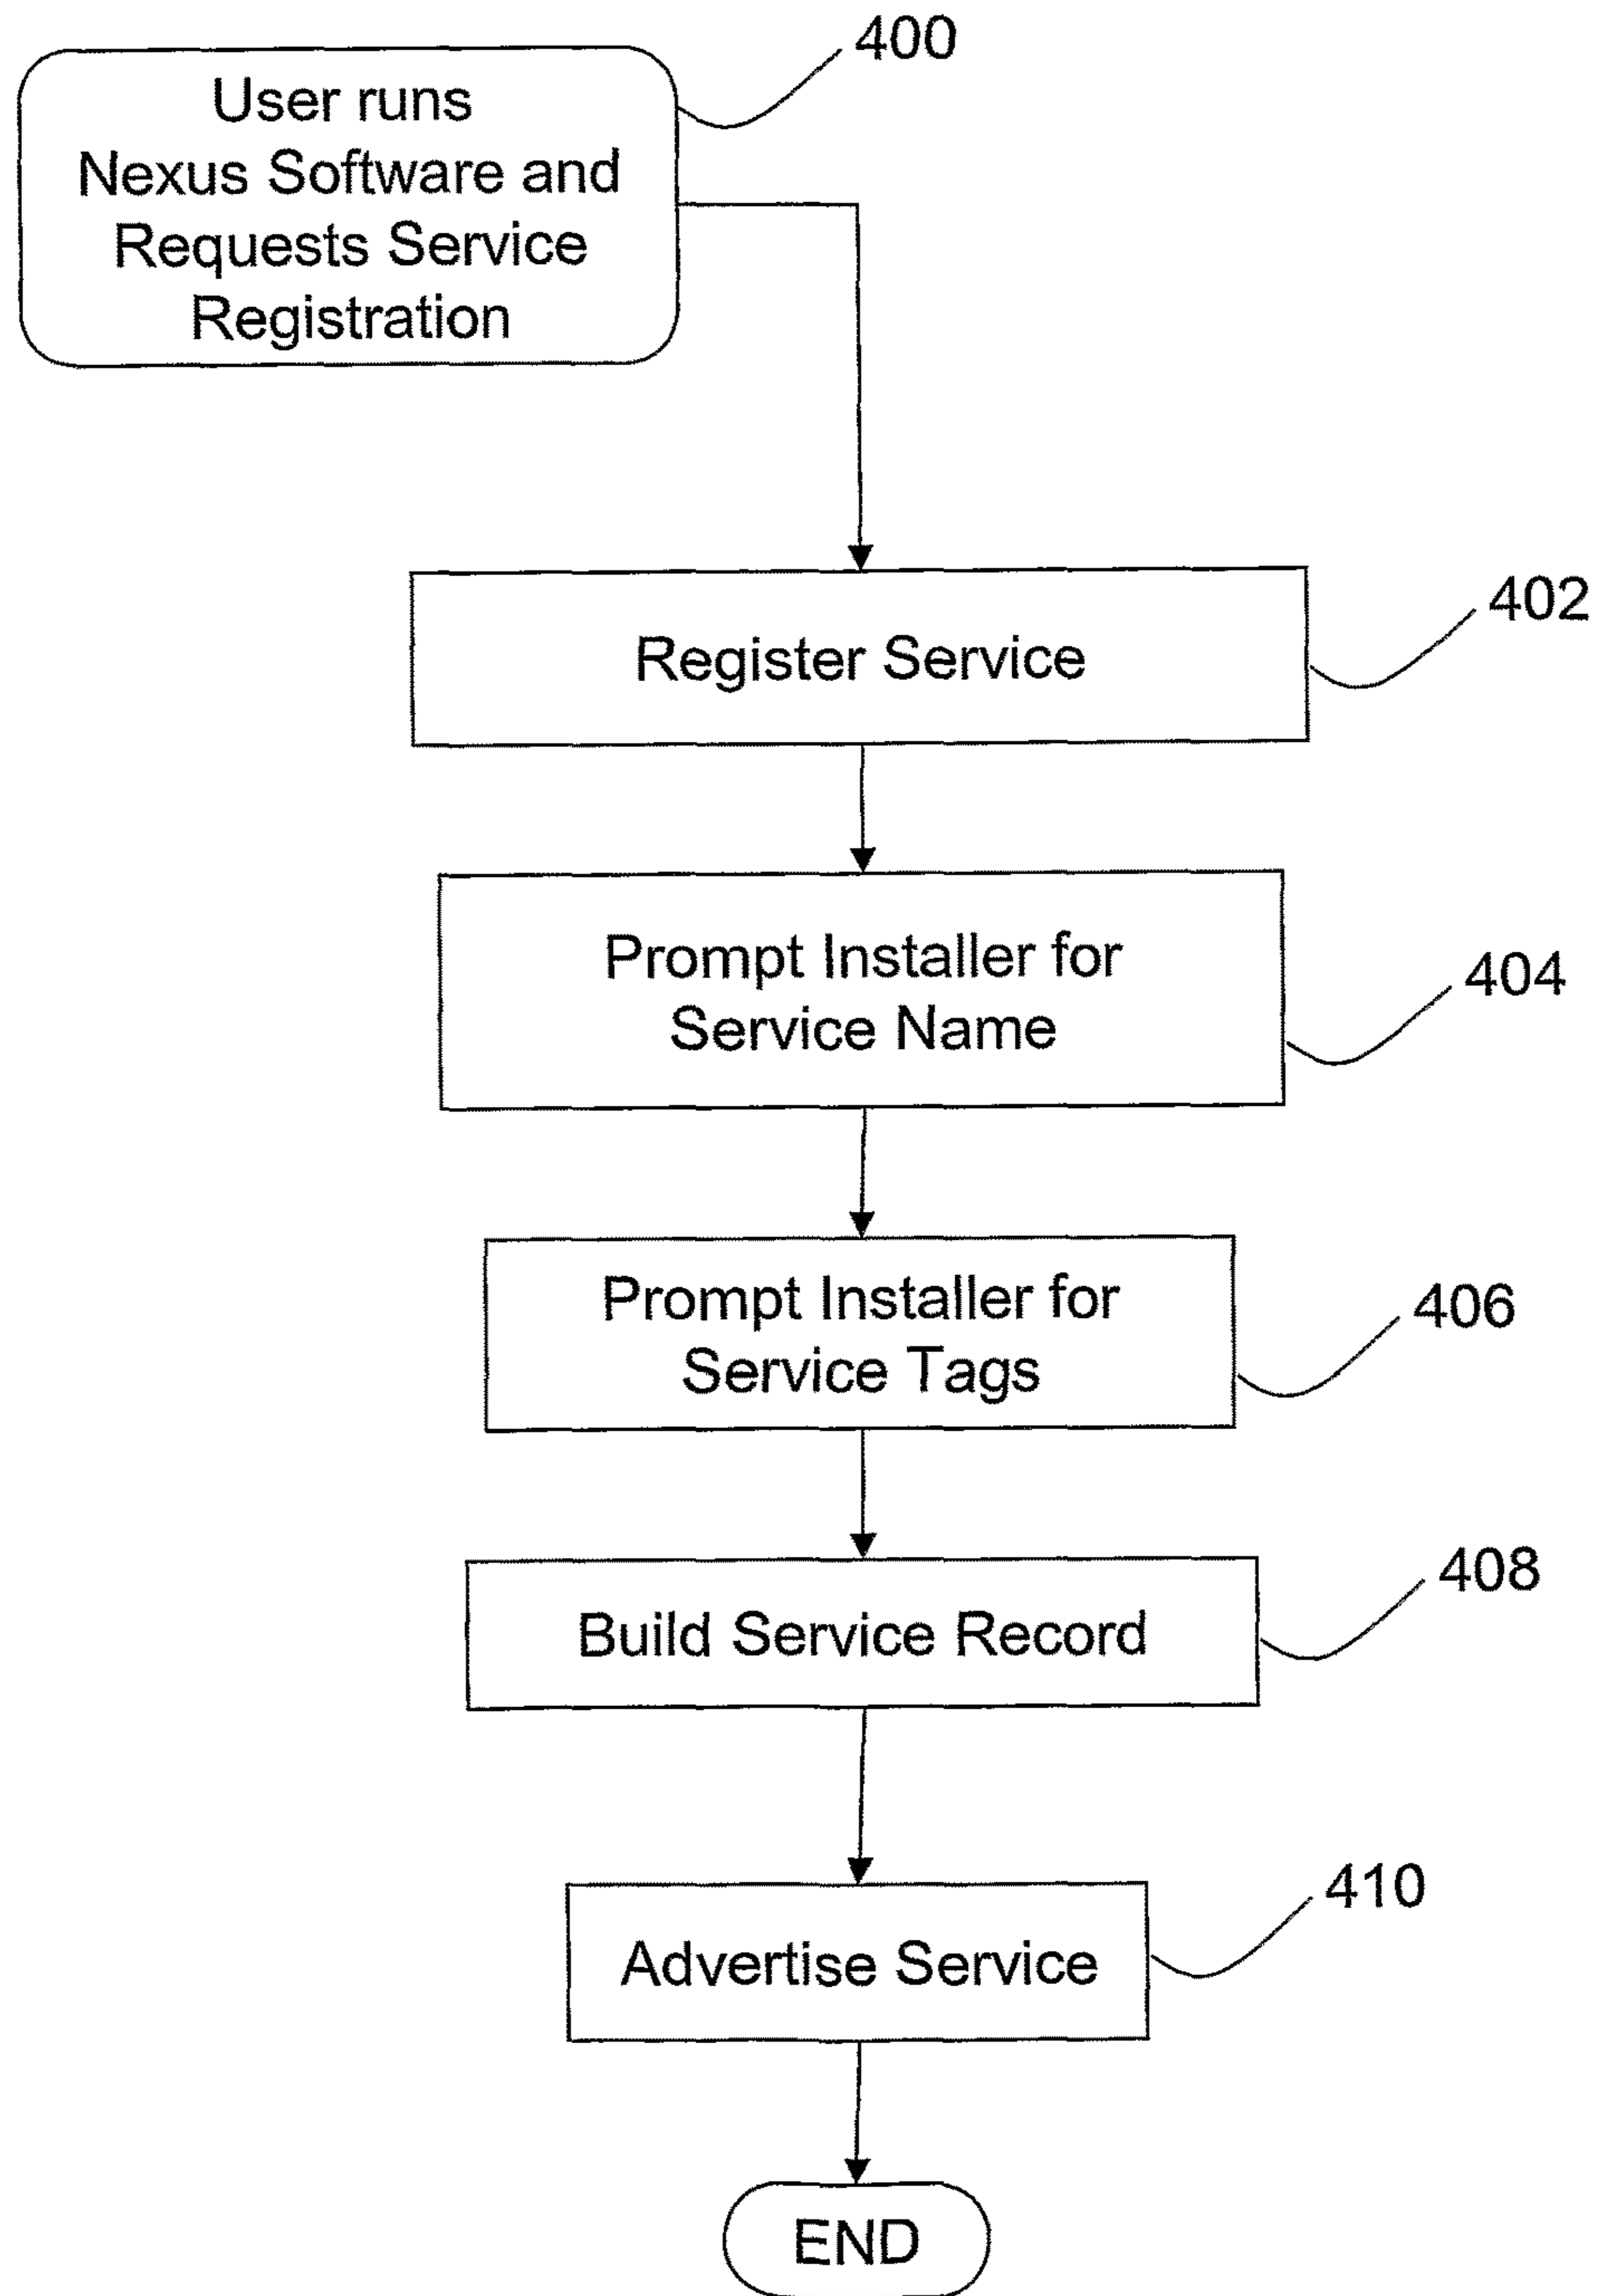 400
User runs
Nexus Software and
Requests Service
Registration
402
Register Service
Prompt Installer for
Service Name
404
Prompt Installer for
Service Tags
406
Build Service Record
408
Advertise Service
410
END